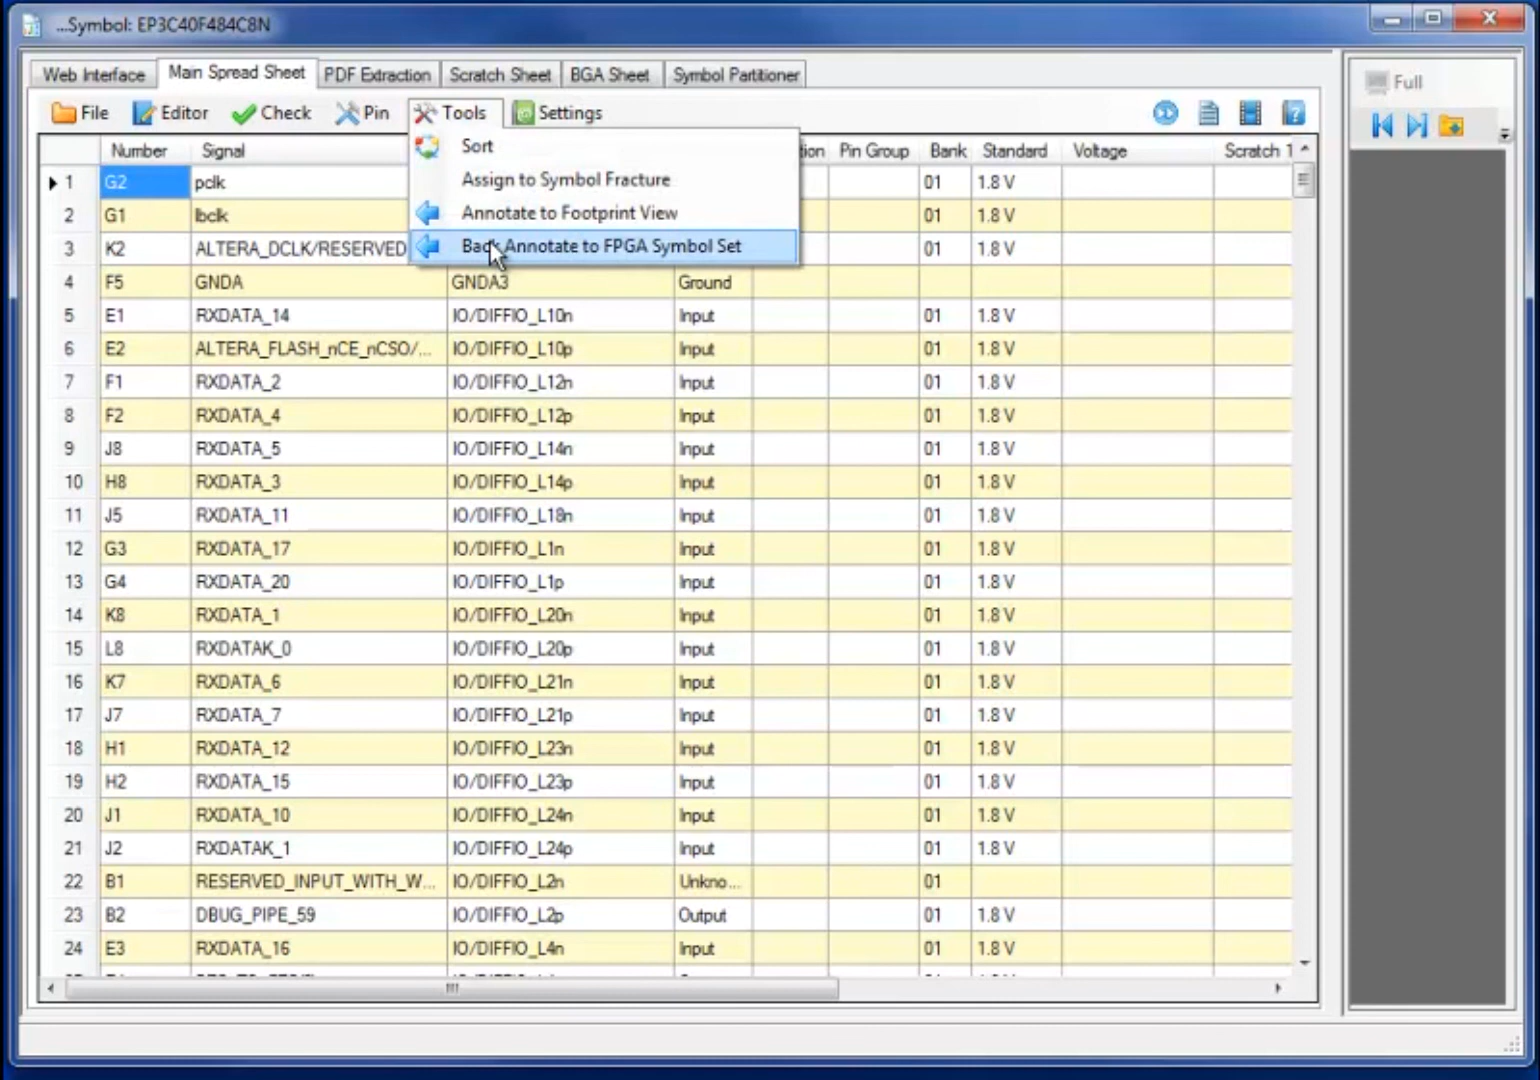 ...Symbol: EP3C40F484C8N
Web Interface Main Spread Sheet PDF Extraction Scratch Sheet BGA Sheet Symbol Partitioner
Full
File Editor Check Pin Tools Settings
Sort
Assign to Symbol Fracture
Annotate to Footprint View
Back Annotate to FPGA Symbol Set
Number Signal Pin Group Bank Standard Voltage Scratch 1
1 G2 pclk 01 1.8 V
2 G1 lbclk 01 1.8 V
3 K2 ALTERA_DCLK/RESERVED 01 1.8 V
4 F5 GNDA GNDA3 Ground
5 E1 RXDATA_14 IO/DIFFIO_L10n Input 01 1.8 V
6 E2 ALTERA_FLASH_nCE_nCSO/... IO/DIFFIO_L10p Input 01 1.8 V
7 F1 RXDATA_2 IO/DIFFIO_L12n Input 01 1.8 V
8 F2 RXDATA_4 IO/DIFFIO_L12p Input 01 1.8 V
9 J8 RXDATA_5 IO/DIFFIO_L14n Input 01 1.8 V
10 H8 RXDATA_3 IO/DIFFIO_L14p Input 01 1.8 V
11 J5 RXDATA_11 IO/DIFFIO_L18n Input 01 1.8 V
12 G3 RXDATA_17 IO/DIFFIO_L1n Input 01 1.8 V
13 G4 RXDATA_20 IO/DIFFIO_L1p Input 01 1.8 V
14 K8 RXDATA_1 IO/DIFFIO_L20n Input 01 1.8 V
15 L8 RXDATAK_0 IO/DIFFIO_L20p Input 01 1.8 V
16 K7 RXDATA_6 IO/DIFFIO_L21n Input 01 1.8 V
17 J7 RXDATA_7 IO/DIFFIO_L21p Input 01 1.8 V
18 H1 RXDATA_12 IO/DIFFIO_L23n Input 01 1.8 V
19 H2 RXDATA_15 IO/DIFFIO_L23p Input 01 1.8 V
20 J1 RXDATA_10 IO/DIFFIO_L24n Input 01 1.8 V
21 J2 RXDATAK_1 IO/DIFFIO_L24p Input 01 1.8 V
22 B1 RESERVED_INPUT_WITH_W... IO/DIFFIO_L2n Unkno... 01
23 B2 DBUG_PIPE_59 IO/DIFFIO_L2p Output 01 1.8 V
24 E3 RXDATA_16 IO/DIFFIO_L4n Input 01 1.8 V